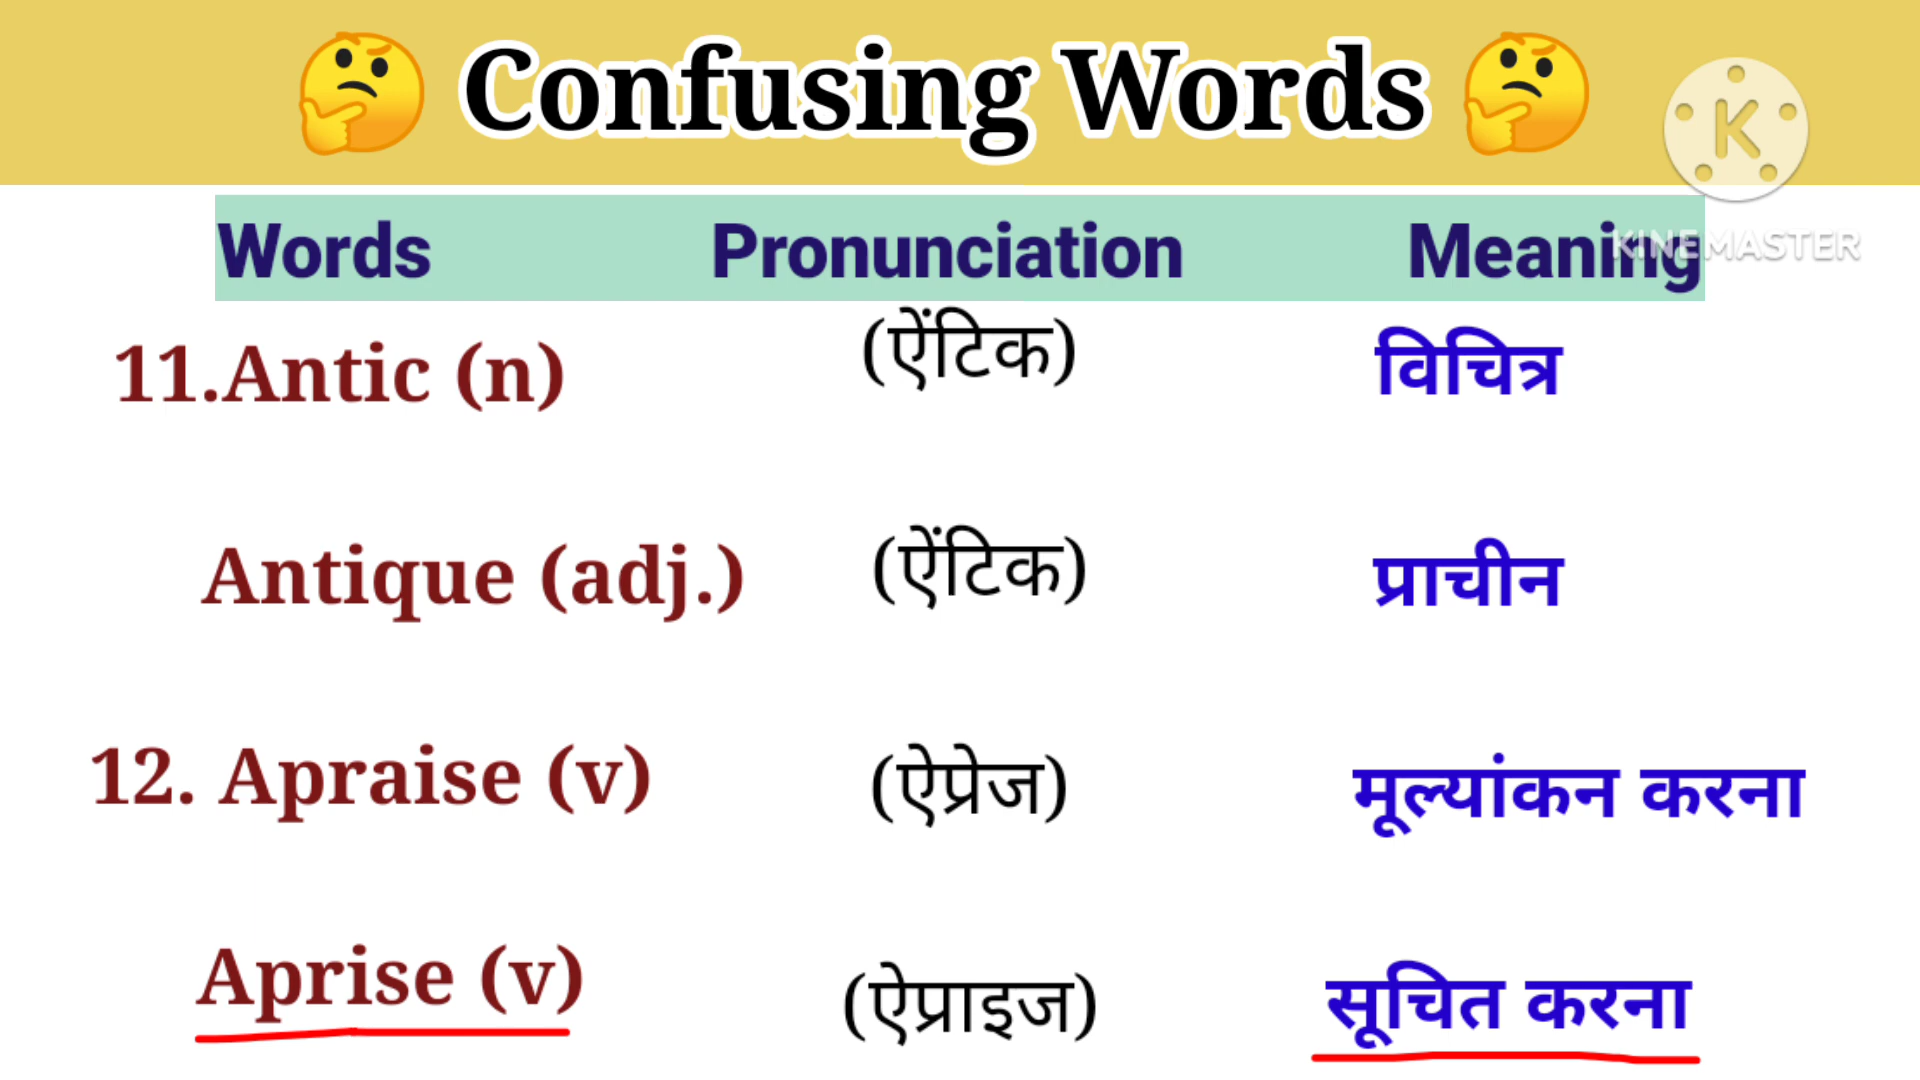 🤔 Confusing Words 🤔
K
KINEMASTER
Words Pronunciation Meaning
11.Antic (n) (ऐंटिक) विचित्र
Antique (adj.) (ऐंटिक) प्राचीन
12. Apraise (v) (ऐप्रेज) मूल्यांकन करना
Aprise (v) (ऐप्राइज) सूचित करना